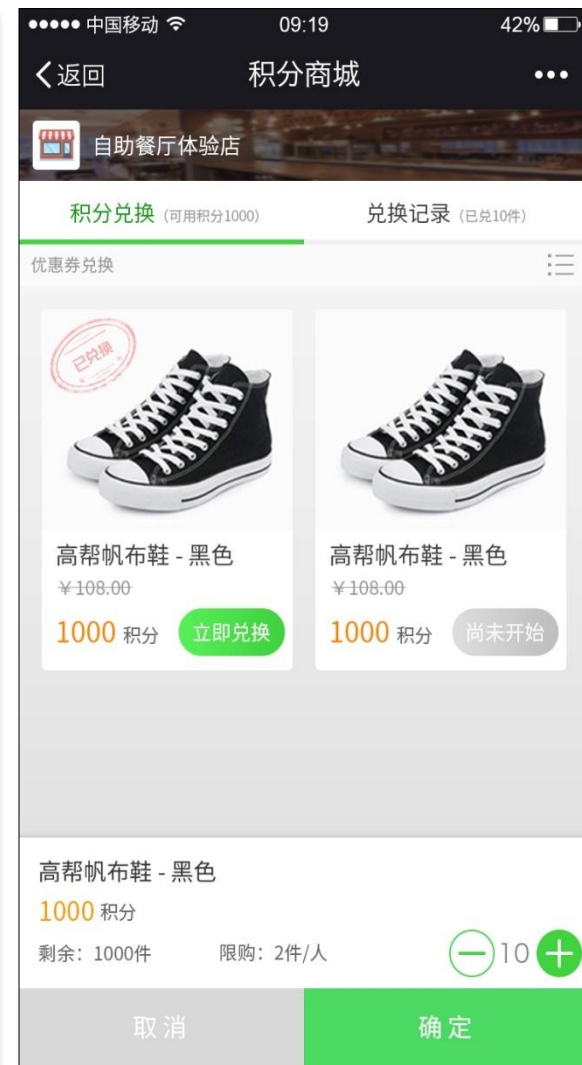 中国移动 09:19 42%
返回 积分商城
自助餐厅体验店
积分兑换 (可用积分1000) 兑换记录 (已兑10件)
优惠券兑换
已兑换
高帮帆布鞋 - 黑色 高帮帆布鞋 - 黑色
￥108.00 ￥108.00
1000 积分 立即兑换 1000 积分 尚未开始
高帮帆布鞋 - 黑色
1000 积分
剩余：1000件 限购：2件/人 10
取消 确定